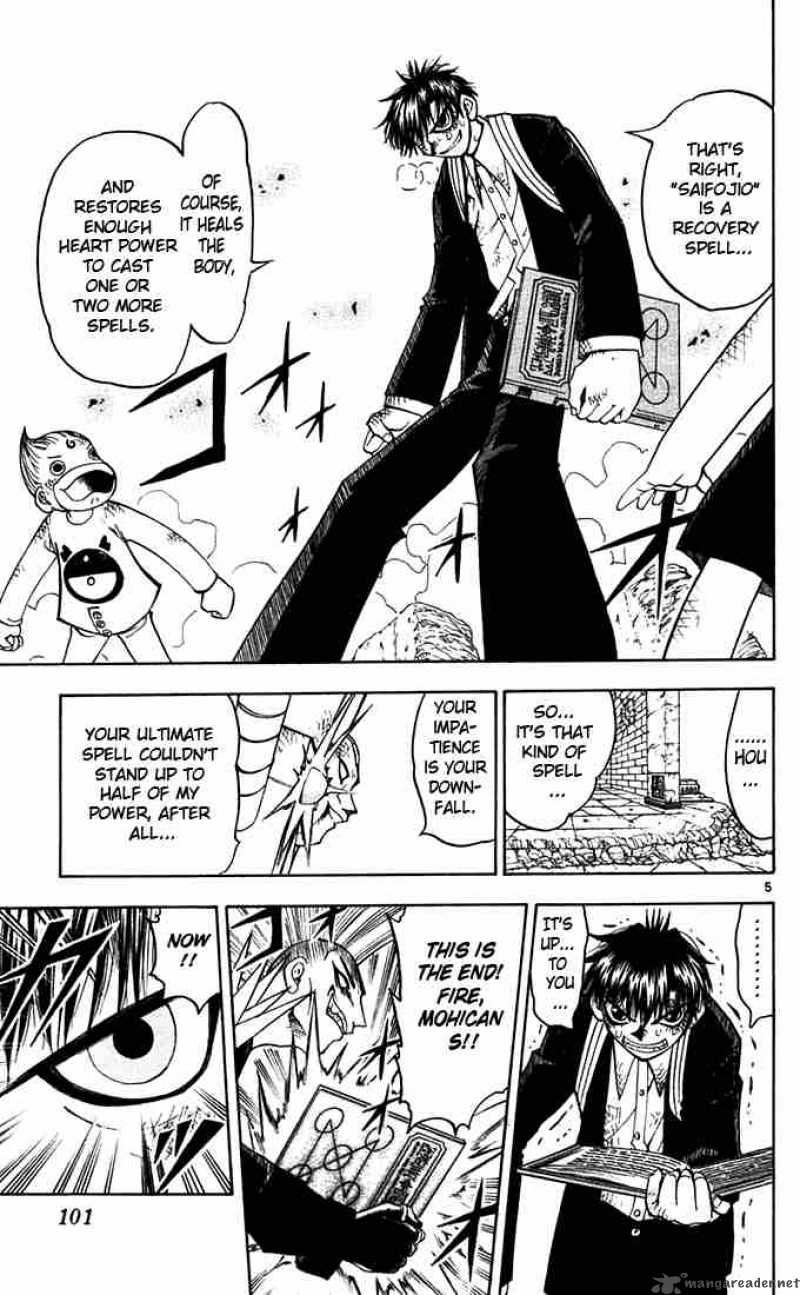 THAT'S
RIGHT,
"SAIFOJIO"
IS A
RECOVERY
SPELL...
OF
COURSE,
IT HEALS
THE
BODY,
AND
RESTORES
ENOUGH
HEART POWER
TO CAST
ONE OR
TWO MORE
SPELLS.
コ
......
HOU
...
SO...
IT'S THAT
KIND OF
SPELL
...
YOUR
IMPA-
TIENCE
IS YOUR
DOWN-
FALL.
YOUR ULTIMATE
SPELL COULDN'T
STAND UP TO
HALF OF MY
POWER, AFTER
ALL...
5
IT'S
UP...
TO
YOU
...
THIS IS
THE END!
FIRE,
MOHICAN
S!!
NOW
!!
カッ
101
mangareader.net